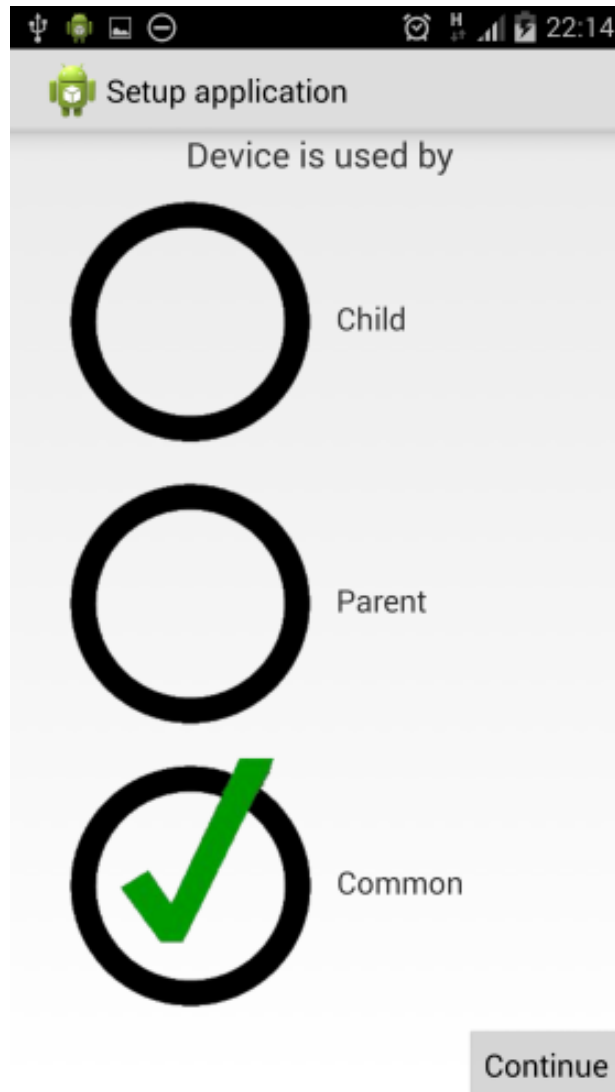 H 22:14
Setup application
Device is used by
Child
Parent
Common
Continue